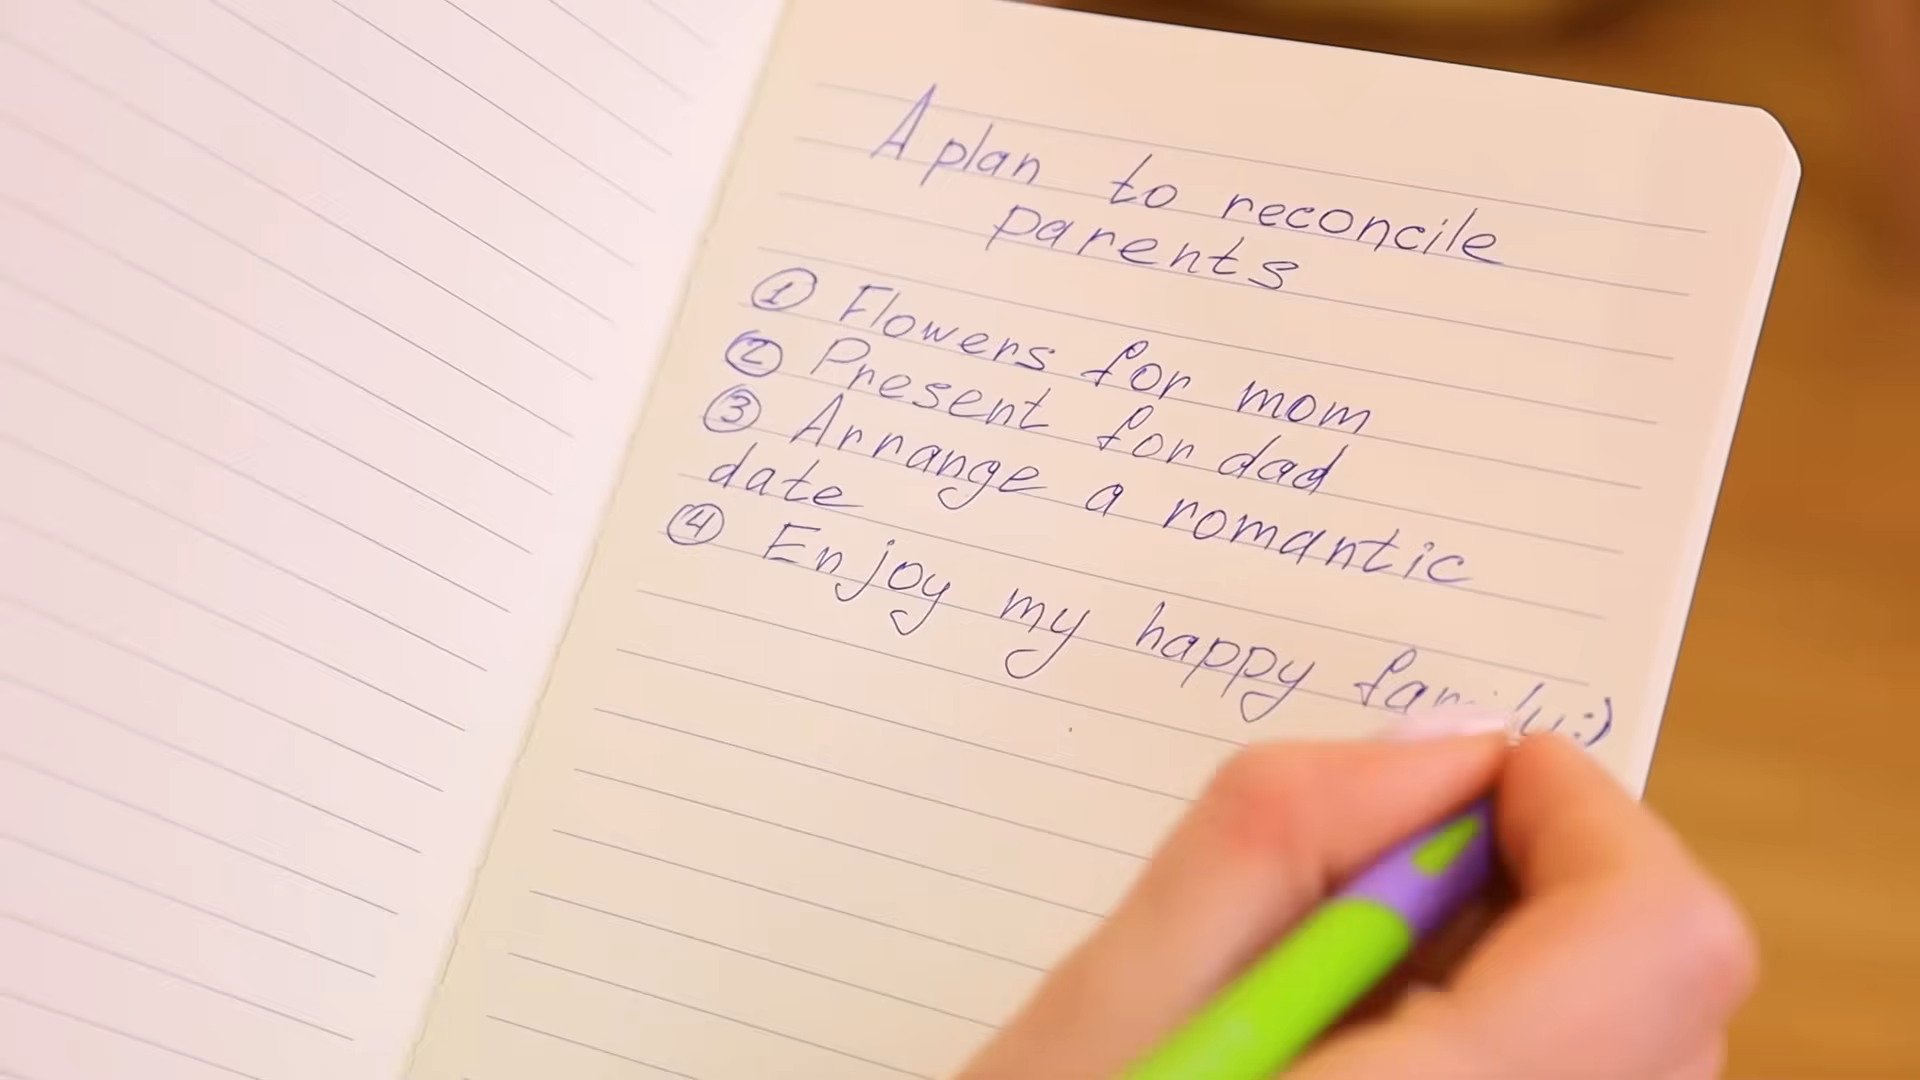 A plan to reconcile
parents
① Flowers for mom
② Present for dad
③ Arrange a romantic
date
④ Enjoy my happy family:)